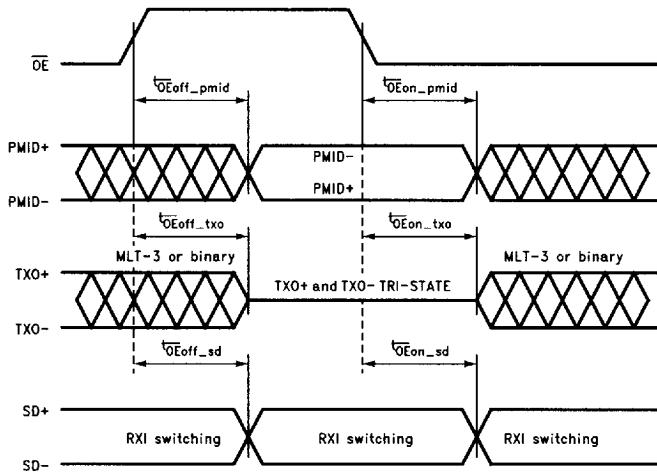 OE
tOEoff_pmid
tOEon_pmid
PMID+
PMID-
PMID-
PMID+
tOEoff_txo
tOEon_txo
MLT-3 or binary
MLT-3 or binary
TXO+
TXO+ and TXO- TRI-STATE
TXO-
tOEoff_sd
tOEon_sd
SD+
RXI switching
RXI switching
RXI switching
SD-